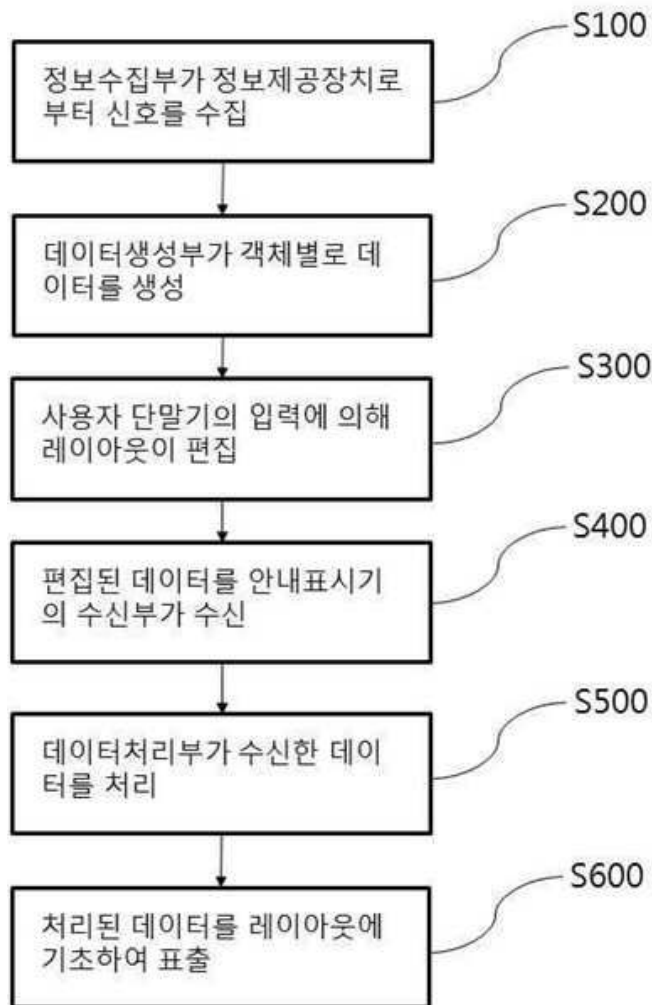 S100
정보수집부가 정보제공장치로
부터 신호를 수집
S200
데이터생성부가 객체별로 데
이터를 생성
S300
사용자 단말기의 입력에 의해
레이아웃이 편집
S400
편집된 데이터를 안내표시기
의 수신부가 수신
S500
데이터처리부가 수신한 데이
터를 처리
S600
처리된 데이터를 레이아웃에
기초하여 표출